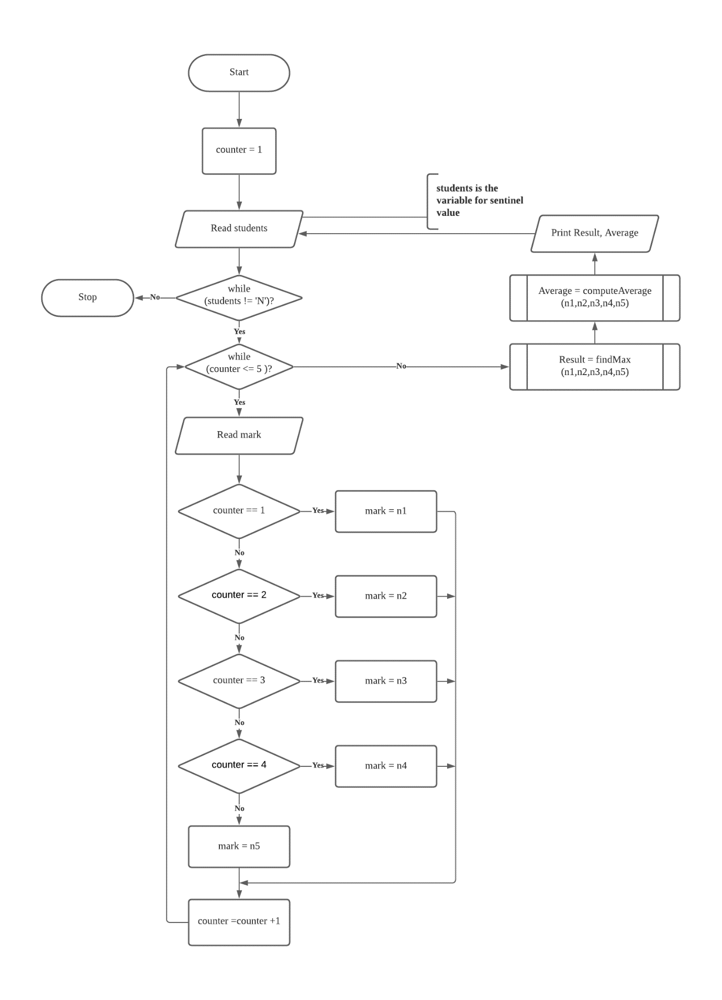 Start
counter = 1
students is the
variable for sentinel
value
Read students
Print Result, Average
while
(students != 'N')?
No
Stop
Average = computeAverage
(n1,n2,n3,n4,n5)
Yes
while
(counter <= 5 )?
No
Result = findMax
(n1,n2,n3,n4,n5)
Yes
Read mark
counter == 1
Yes
mark = n1
No
counter == 2
Yes
mark = n2
No
counter == 3
Yes
mark = n3
No
counter == 4
Yes
mark = n4
No
mark = n5
counter =counter +1